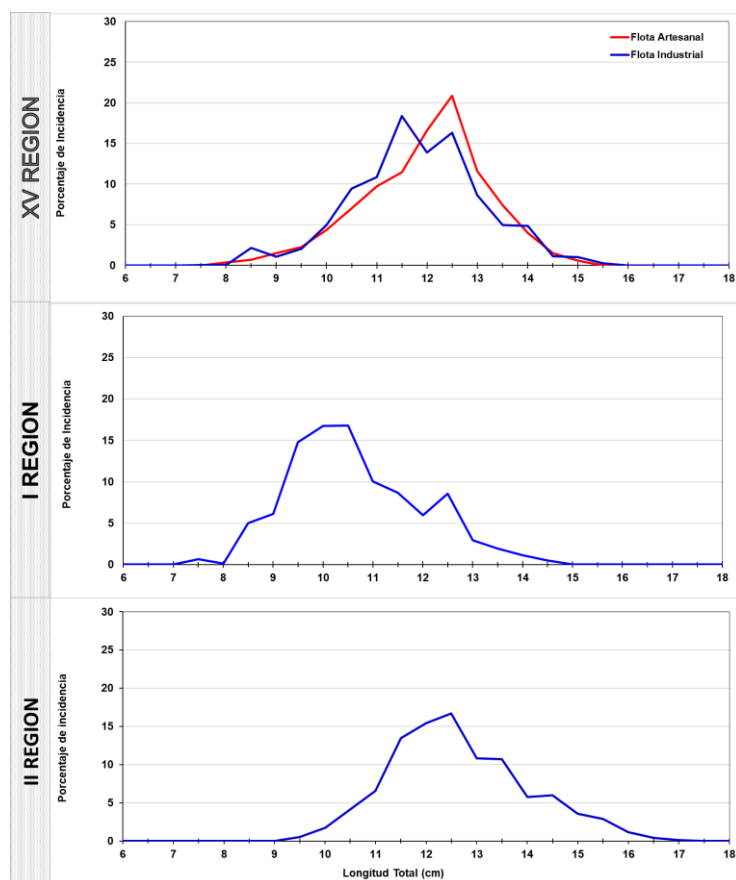 XV REGION
Porcentaje de Incidencia
30
25
20
15
10
5
0
Flota Artesanal
Flota Industrial
6 7 8 9 10 11 12 13 14 15 16 17 18
I REGION
Porcentaje de Incidencia
30
25
20
15
10
5
0
6 7 8 9 10 11 12 13 14 15 16 17 18
II REGION
Porcentaje de incidencia
30
25
20
15
10
5
0
6 7 8 9 10 11 12 13 14 15 16 17 18
Longitud Total (cm)